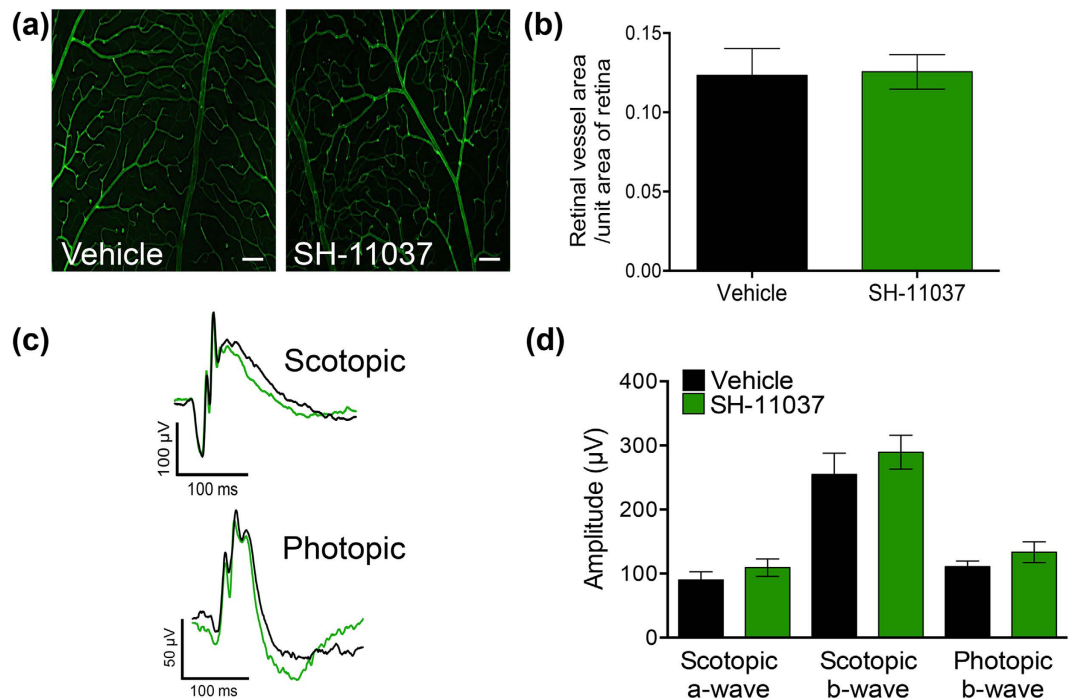 (a)
Vehicle
SH-11037
(b)
Retinal vessel area
/unit area of retina
0.15
0.10
0.05
0.00
Vehicle
SH-11037
(c)
Scotopic
100 µV
100 ms
Photopic
50 µV
100 ms
(d)
Vehicle
SH-11037
Amplitude (µV)
400
300
200
100
0
Scotopic
a-wave
Scotopic
b-wave
Photopic
b-wave